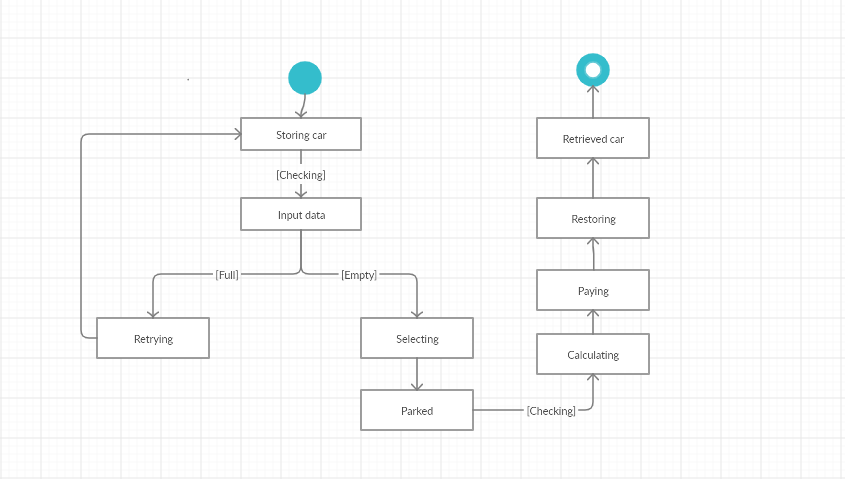 Storing car
[Checking]
Input data
[Full]
[Empty]
Retrying
Selecting
Parked
[Checking]
Calculating
Paying
Restoring
Retrieved car